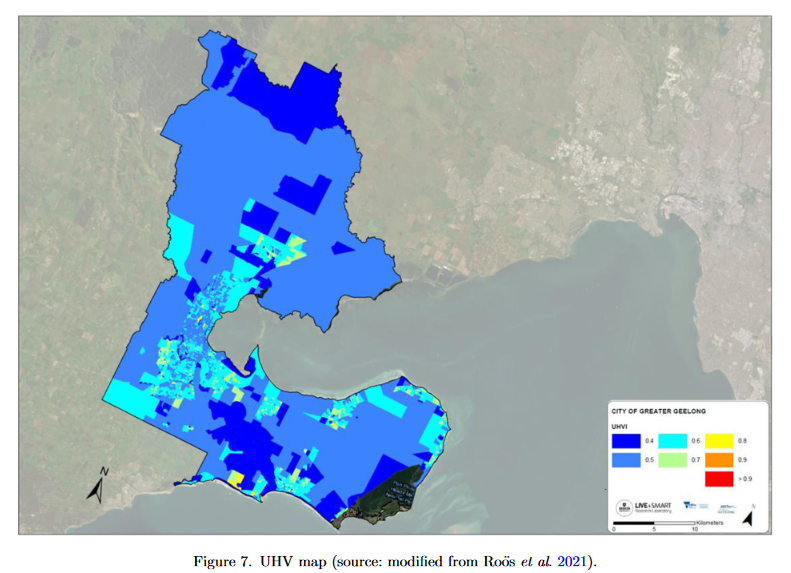 N
CITY OF GREATER GEELONG
UHVI
0.4 0.6 0.8
0.5 0.7 0.9
> 0.9
LIVE+SMART
0 5 10 Kilometers
N
Figure 7. UHV map (source: modified from Roös et al. 2021).